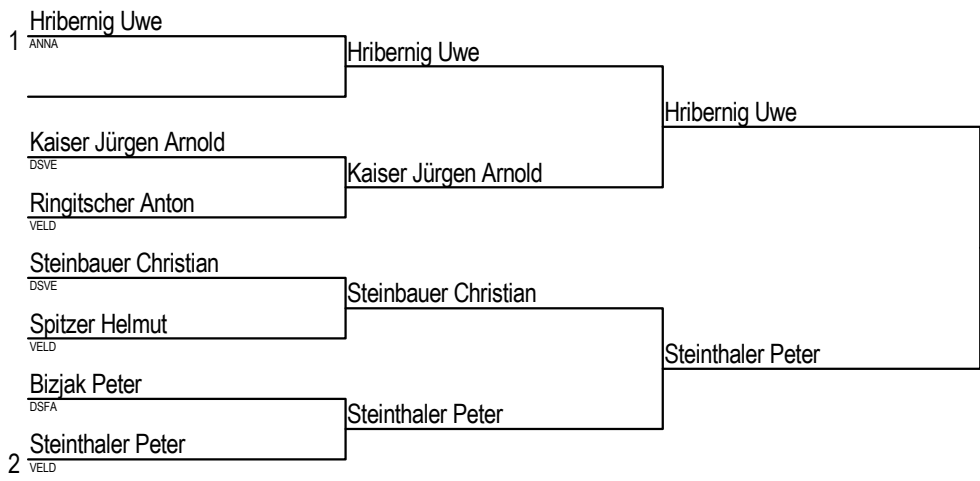 Hribernig Uwe
1 ANNA
Hribernig Uwe
Hribernig Uwe
Kaiser Jürgen Arnold
DSVE
Kaiser Jürgen Arnold
Ringitscher Anton
VELD
Steinbauer Christian
DSVE
Steinbauer Christian
Spitzer Helmut
VELD
Steinthaler Peter
Bizjak Peter
DSFA
Steinthaler Peter
Steinthaler Peter
2 VELD